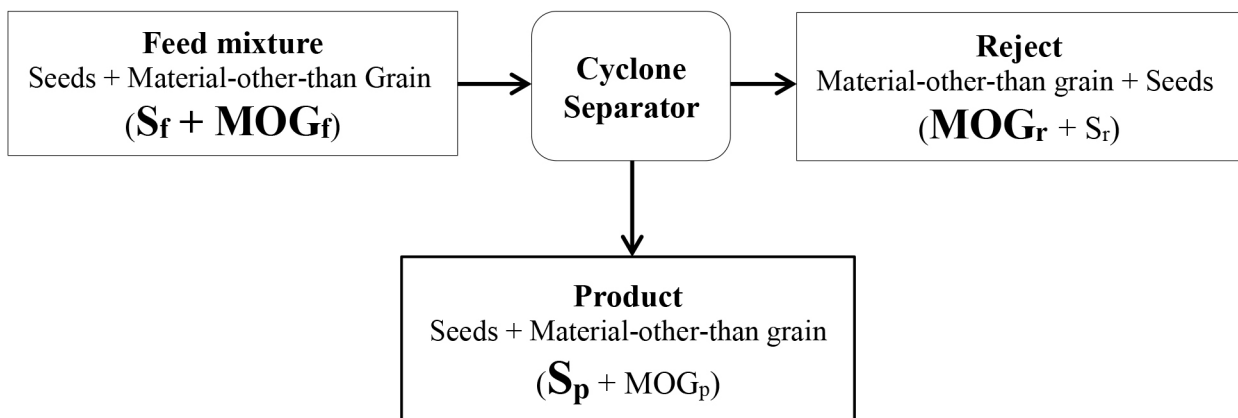 Feed mixture
Seeds + Material-other-than Grain
(Sf + MOGf)
Cyclone
Separator
Reject
Material-other-than grain + Seeds
(MOGr + Sr)
Product
Seeds + Material-other-than grain
(Sp + MOGp)